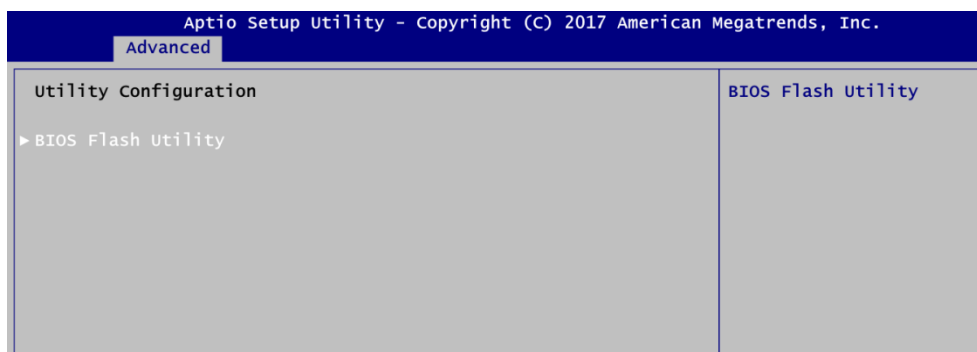 Aptio Setup Utility - Copyright (C) 2017 American Megatrends, Inc.
Advanced
Utility Configuration
BIOS Flash Utility
►BIOS Flash Utility